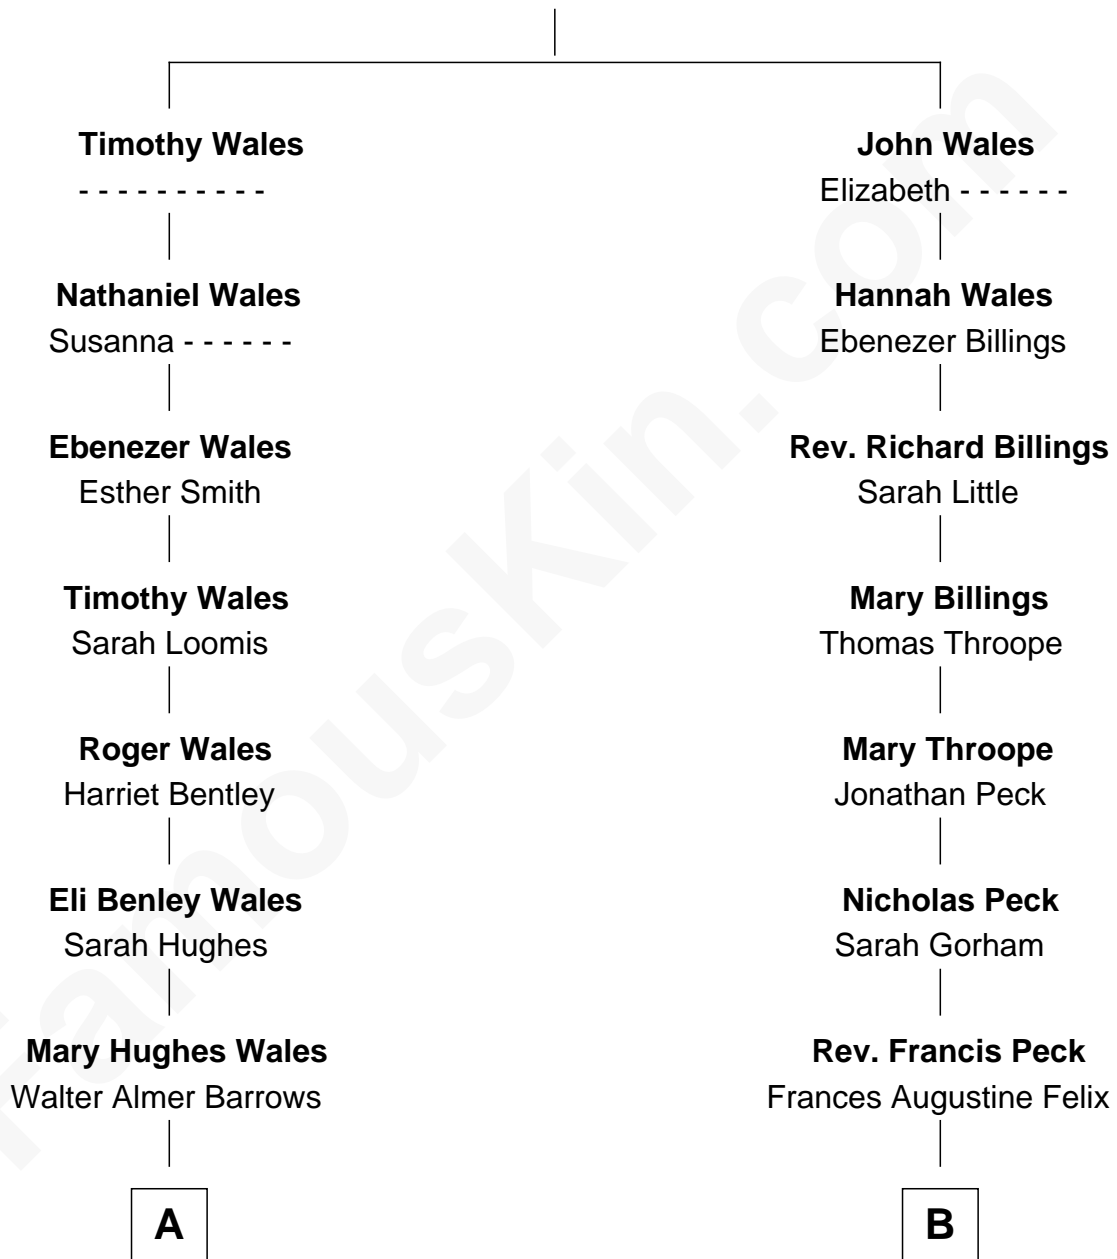 Timothy Wales
- - - - - - - - - -
Nathaniel Wales
Susanna - - - - - -
Ebenezer Wales
Esther Smith
Timothy Wales
Sarah Loomis
Roger Wales
Harriet Bentley
Eli Benley Wales
Sarah Hughes
Mary Hughes Wales
Walter Almer Barrows
A
John Wales
Elizabeth - - - - - -
Hannah Wales
Ebenezer Billings
Rev. Richard Billings
Sarah Little
Mary Billings
Thomas Throope
Mary Throope
Jonathan Peck
Nicholas Peck
Sarah Gorham
Rev. Francis Peck
Frances Augustine Felix
B
FamousKin.com